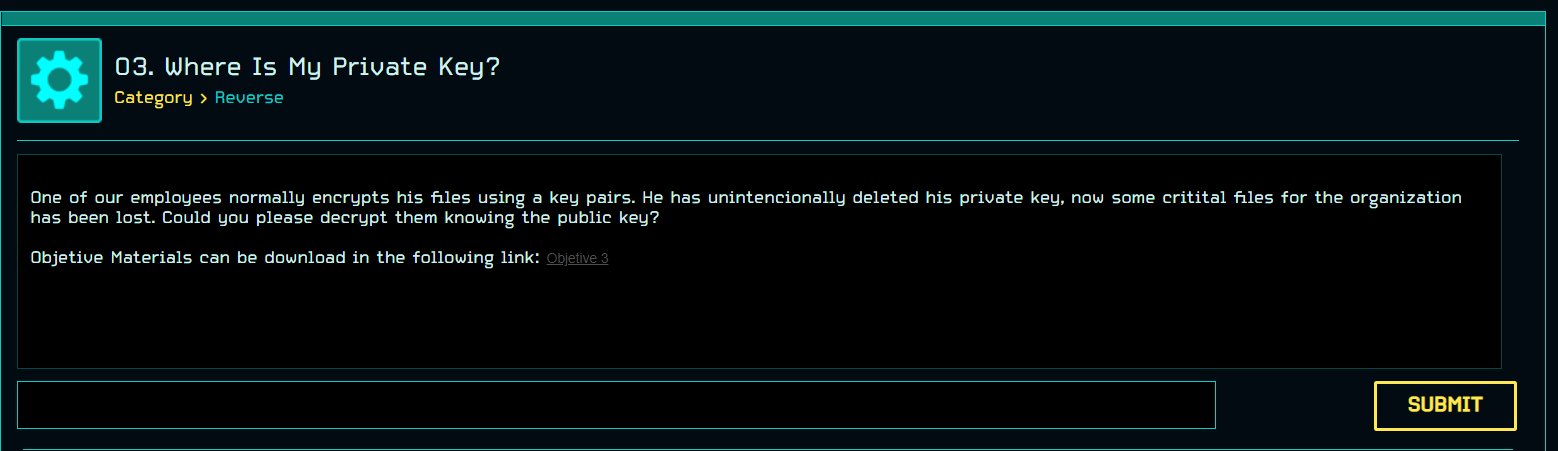 03. Where Is My Private Key?
Category > Reverse
One of our employees normally encrypts his files using a key pairs. He has unintencionally deleted his private key, now some critital files for the organization
has been lost. Could you please decrypt them knowing the public key?
Objetive Materials can be download in the following link: Objetive 3
SUBMIT